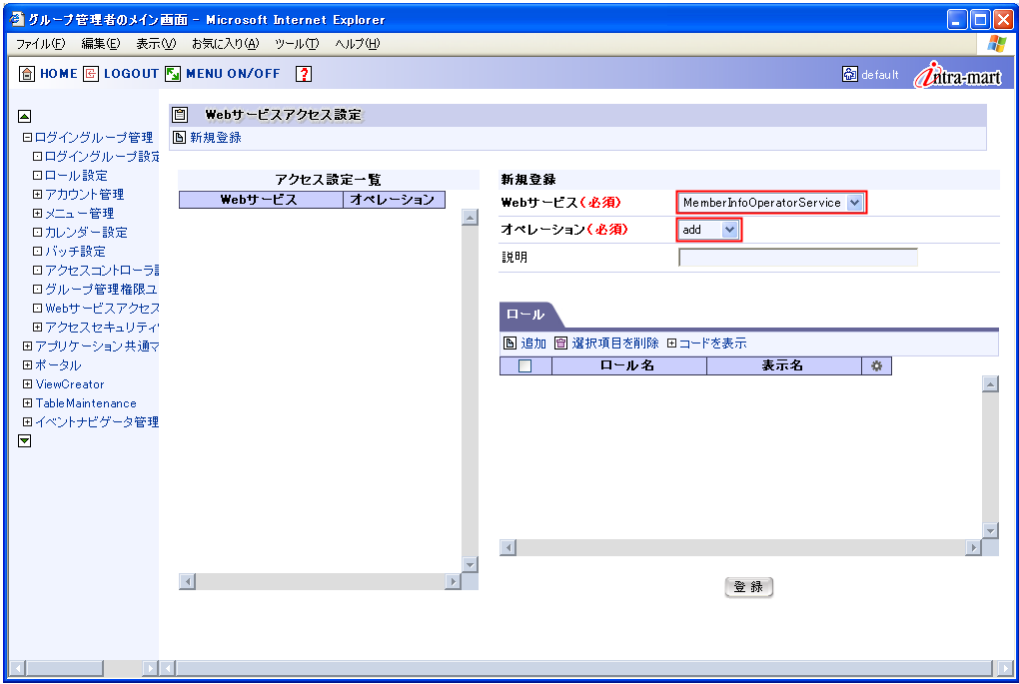 グループ管理者のメイン画面 - Microsoft Internet Explorer
ファイル(F) 編集(E) 表示(V) お気に入り(A) ツール(T) ヘルプ(H)
HOME LOGOUT MENU ON/OFF ? default intra-mart
ログイングループ管理
ログイングループ設定
ロール設定
アカウント管理
メニュー管理
カレンダー設定
バッチ設定
アクセスコントローラ
グループ管理権限ユ
Webサービスアクセス
アクセスセキュリティ
アプリケーション共通マ
ポータル
ViewCreator
TableMaintenance
イベントナビゲータ管理
Webサービスアクセス設定
新規登録
アクセス設定一覧
Webサービス オペレーション
新規登録
Webサービス(必須) MemberInfoOperatorService
オペレーション(必須) add
説明
ロール
追加 選択項目を削除 コードを表示
ロール名 表示名
登録